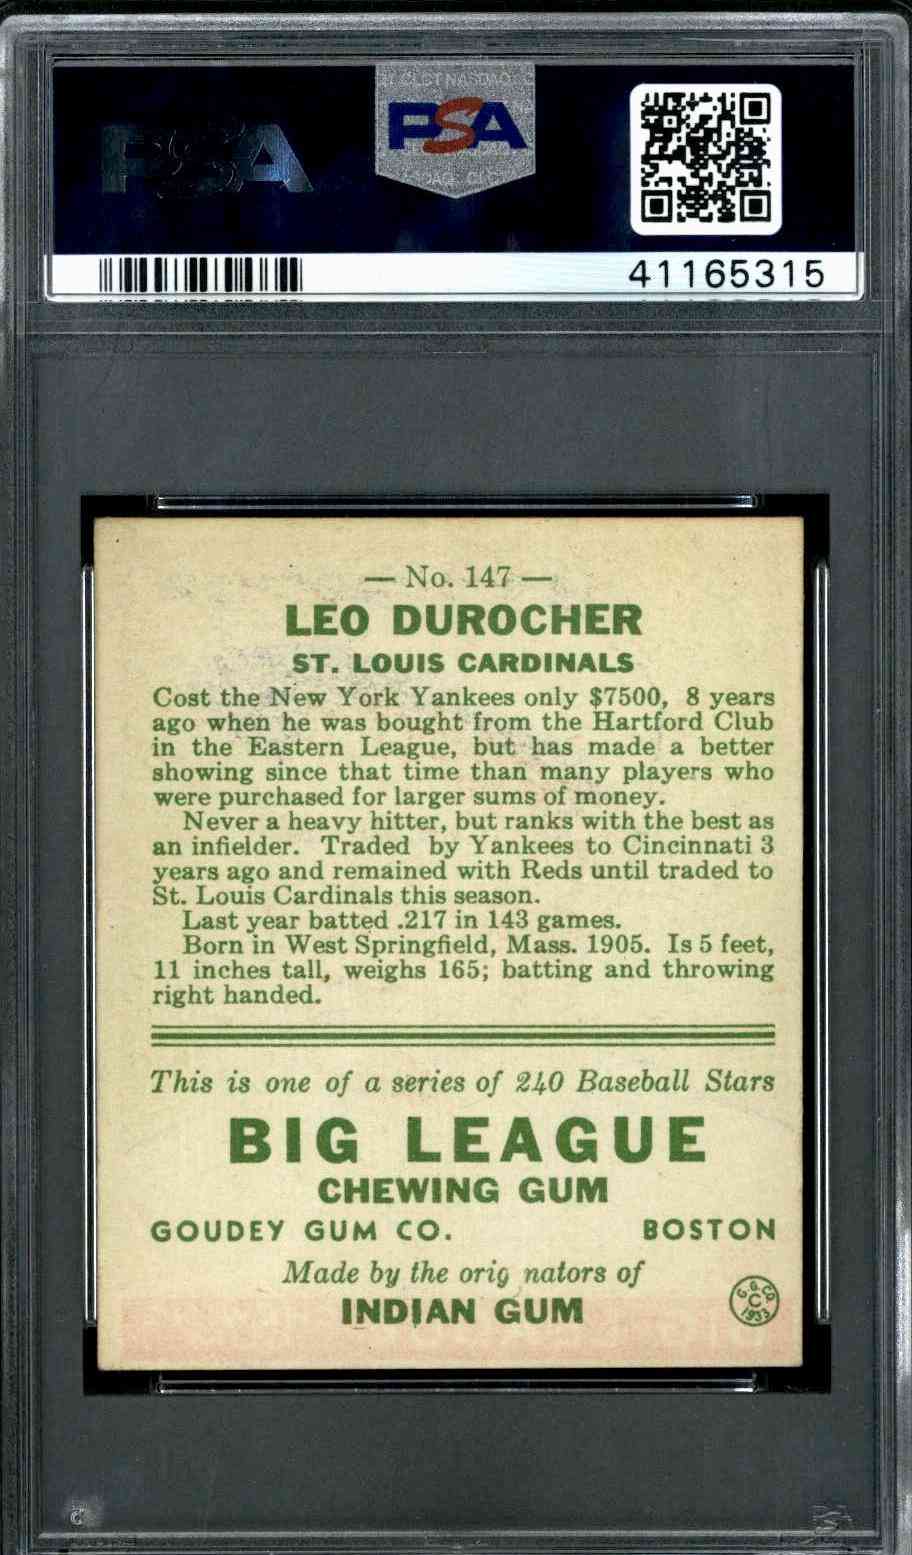 CLCT NASDAQ
PSA
PSA
41165315
— No. 147 —
LEO DUROCHER
ST. LOUIS CARDINALS
Cost the New York Yankees only $7500, 8 years
ago when he was bought from the Hartford Club
in the Eastern League, but has made a better
showing since that time than many players who
were purchased for larger sums of money.
Never a heavy hitter, but ranks with the best as
an infielder. Traded by Yankees to Cincinnati 3
years ago and remained with Reds until traded to
St. Louis Cardinals this season.
Last year batted .217 in 143 games.
Born in West Springfield, Mass. 1905. Is 5 feet,
11 inches tall, weighs 165; batting and throwing
right handed.
This is one of a series of 240 Baseball Stars
BIG LEAGUE
CHEWING GUM
GOUDEY GUM CO. BOSTON
Made by the orig nators of
INDIAN GUM
G. G. CO.
C
1933